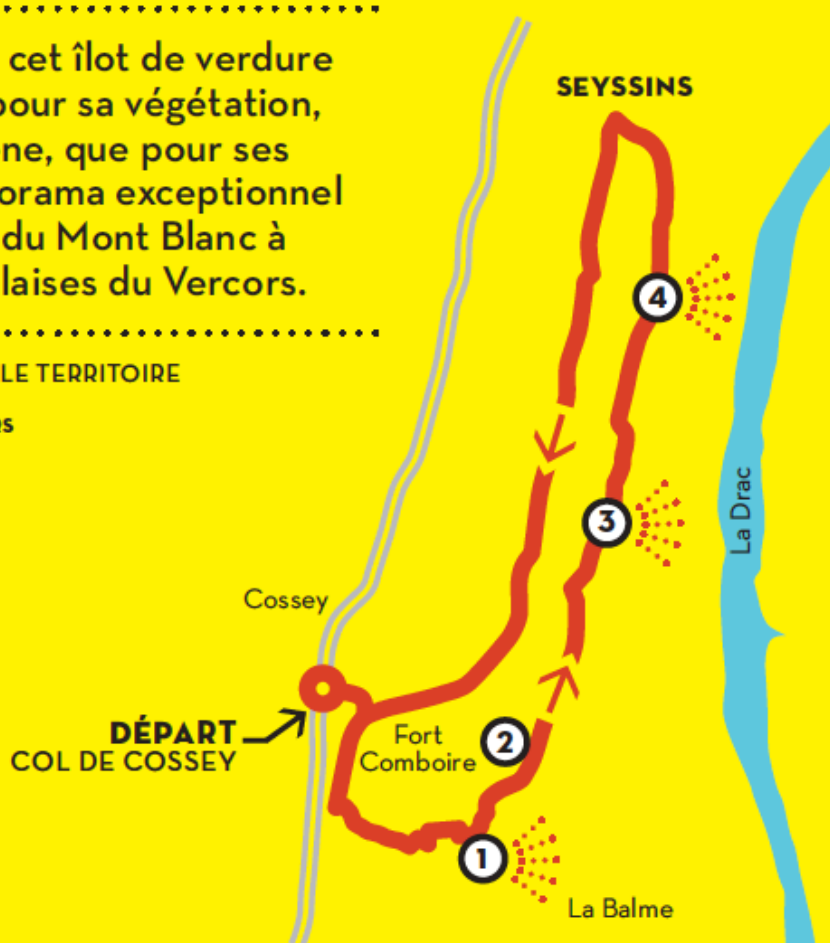 cet îlot de verdure
pour sa végétation,
ne, que pour ses
orama exceptionnel
du Mont Blanc à
laises du Vercors.
LE TERRITOIRE
SEYSSINS
4
La Drac
3
Cossey
DÉPART
COL DE COSSEY
Fort
Comboire
2
1
La Balme